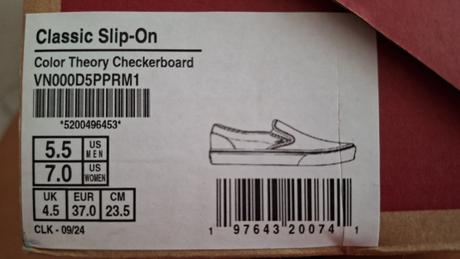 Classic Slip-On
Color Theory Checkerboard
VN000D5PPRM1
*5200496453*
5.5 US MEN
7.0 US WOMEN
UK EUR CM
4.5 37.0 23.5
CLK - 09/24
1 97643 20074 1